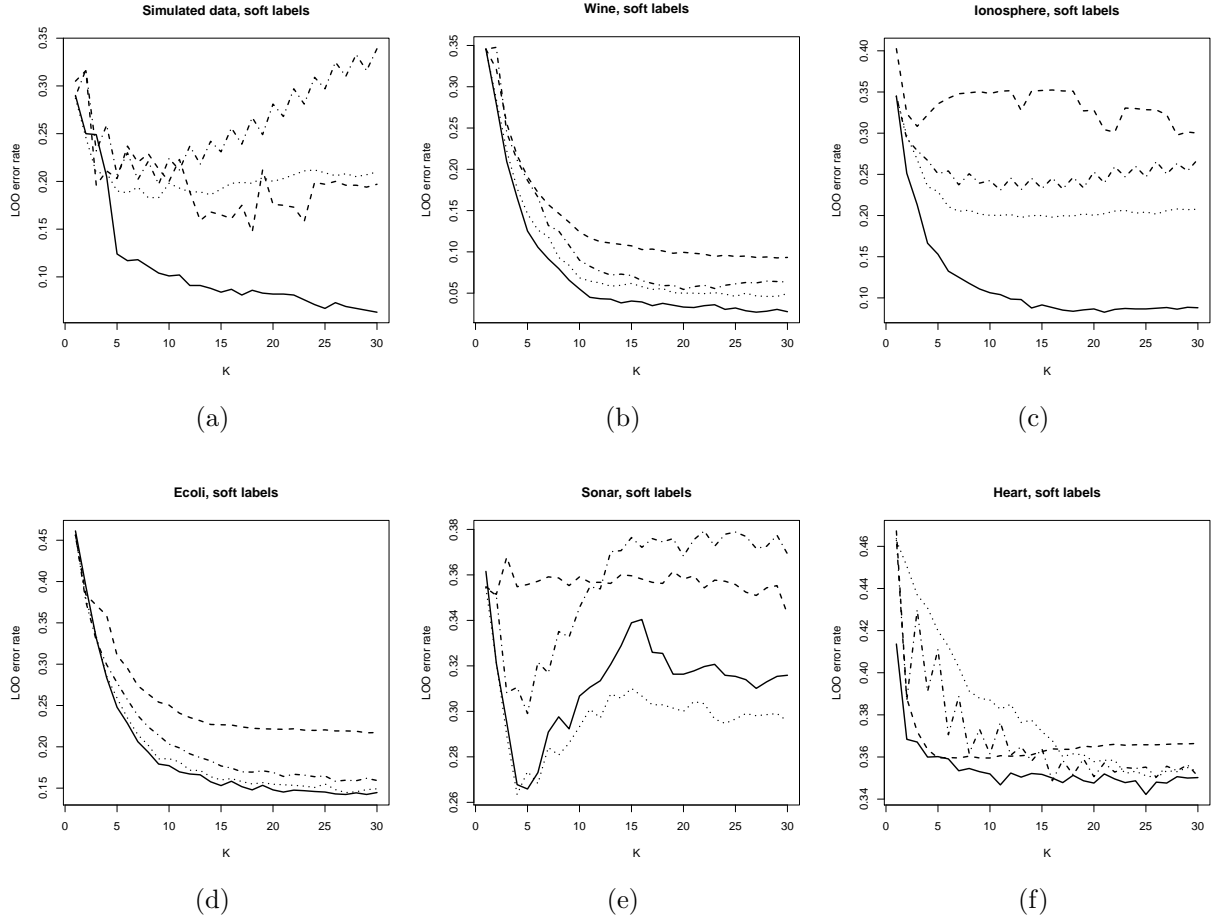 Simulated data, soft labels
LOO error rate
0.10 0.15 0.20 0.25 0.30 0.35
0 5 10 15 20 25 30
K
(a)
Wine, soft labels
LOO error rate
0.05 0.10 0.15 0.20 0.25 0.30 0.35
0 5 10 15 20 25 30
K
(b)
Ionosphere, soft labels
LOO error rate
0.10 0.15 0.20 0.25 0.30 0.35 0.40
0 5 10 15 20 25 30
K
(c)
Ecoli, soft labels
LOO error rate
0.15 0.20 0.25 0.30 0.35 0.40 0.45
0 5 10 15 20 25 30
K
(d)
Sonar, soft labels
LOO error rate
0.26 0.28 0.30 0.32 0.34 0.36 0.38
0 5 10 15 20 25 30
K
(e)
Heart, soft labels
LOO error rate
0.34 0.36 0.38 0.40 0.42 0.44 0.46
0 5 10 15 20 25 30
K
(f)